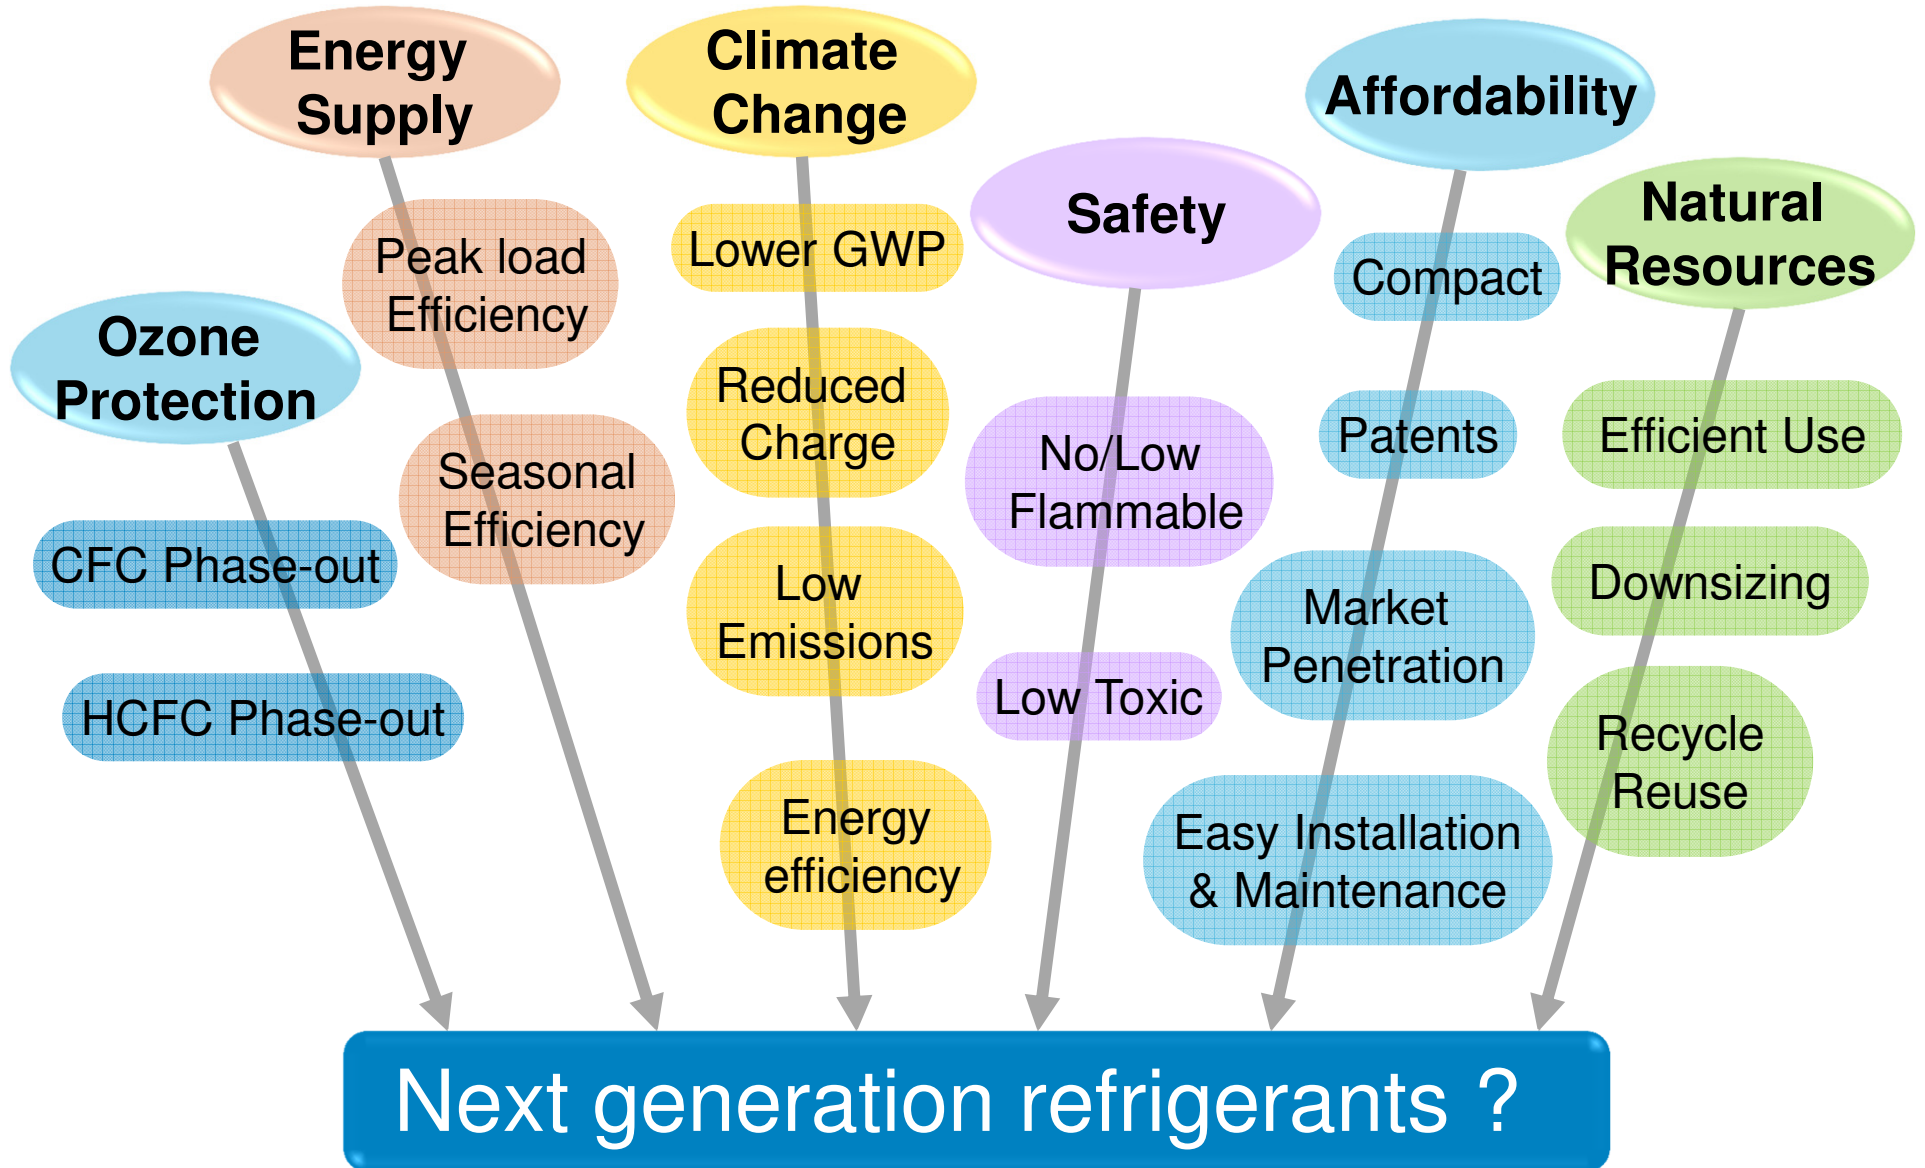 Energy
Supply
Climate
Change
Affordability
Safety
Natural
Resources
Ozone
Protection
Peak load
Efficiency
Seasonal
Efficiency
CFC Phase-out
HCFC Phase-out
Lower GWP
Reduced
Charge
Low
Emissions
Energy
efficiency
No/Low
Flammable
Low Toxic
Compact
Patents
Market
Penetration
Easy Installation
& Maintenance
Efficient Use
Downsizing
Recycle
Reuse
Next generation refrigerants ?